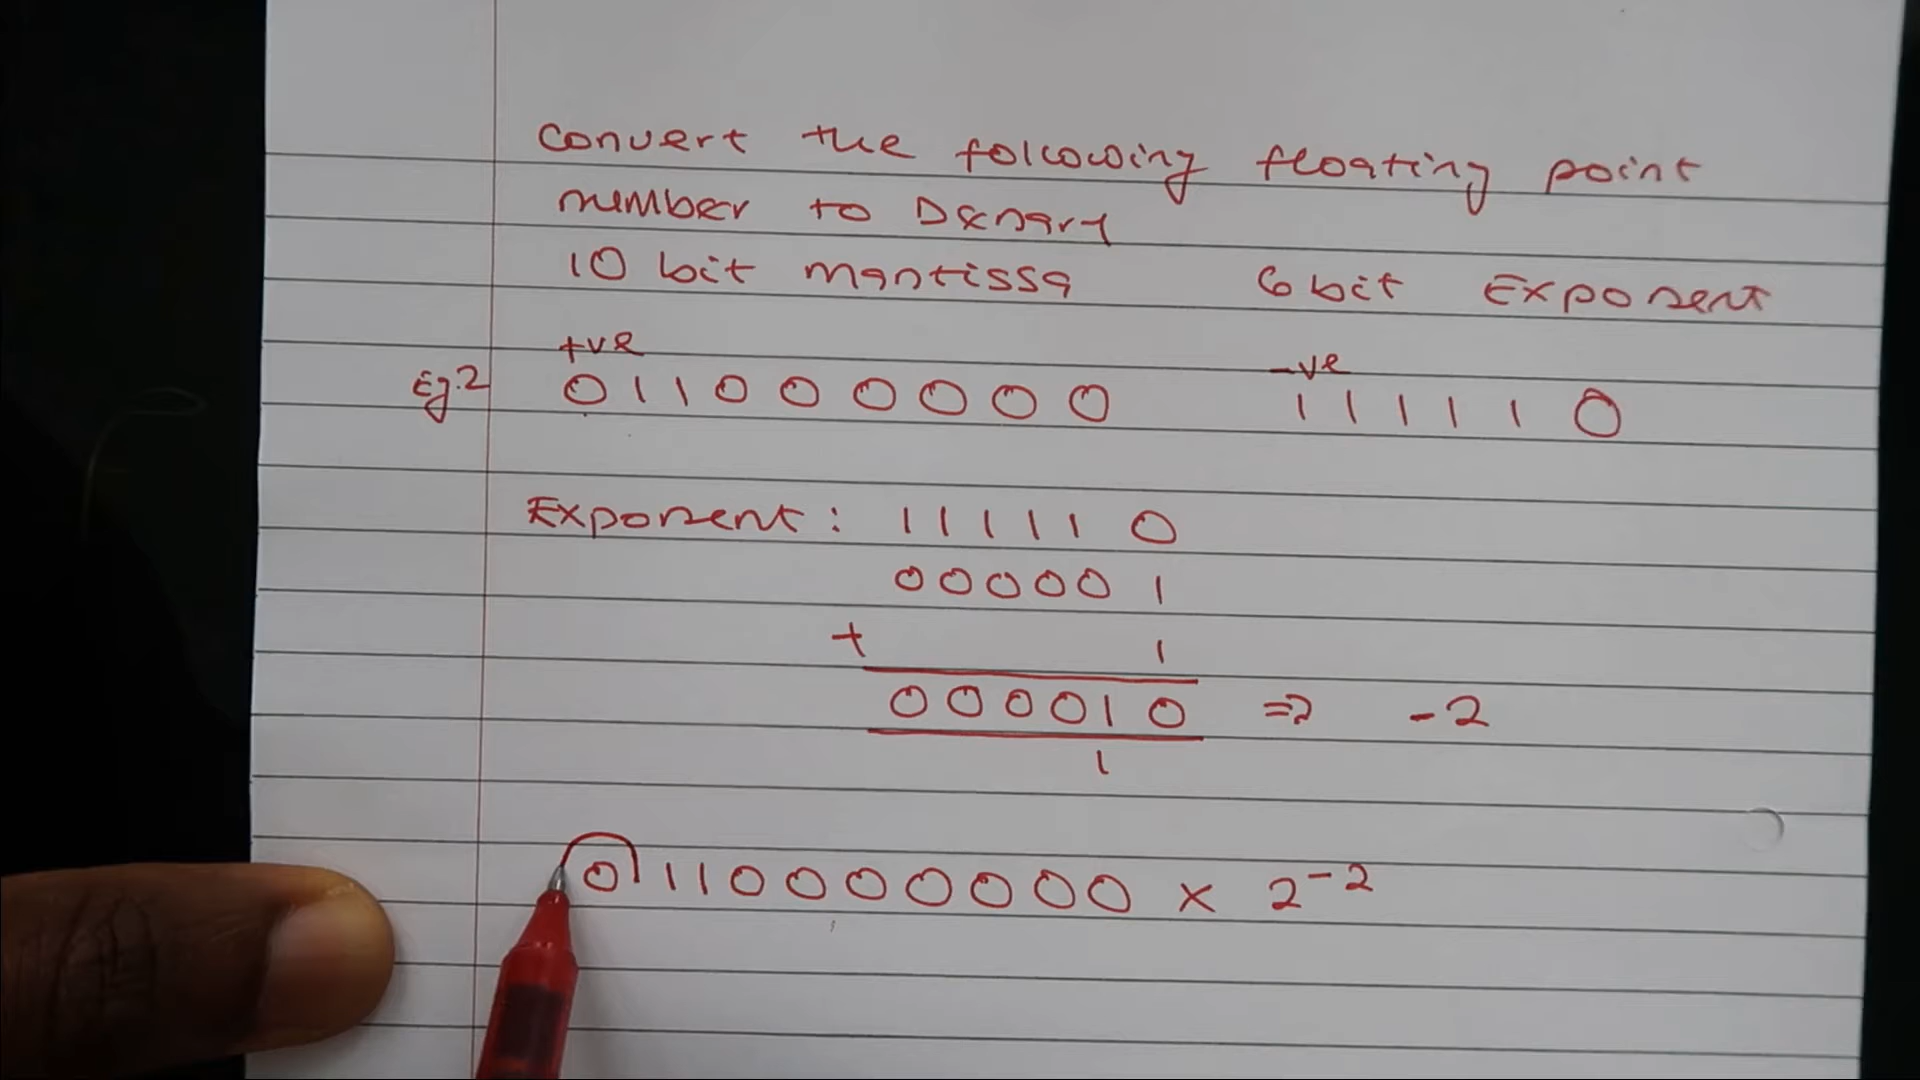 Convert the following floating point
number to Denary
10 bit mantissa 6 bit Exponent
+ve -ve
Eg.2 0 1 1 0 0 0 0 0 0 1 1 1 1 1 0
Exponent: 1 1 1 1 1 0
0 0 0 0 0 1
+ 1
0 0 0 0 1 0 => -2
1
0 1 1 0 0 0 0 0 0 0 × 2⁻²